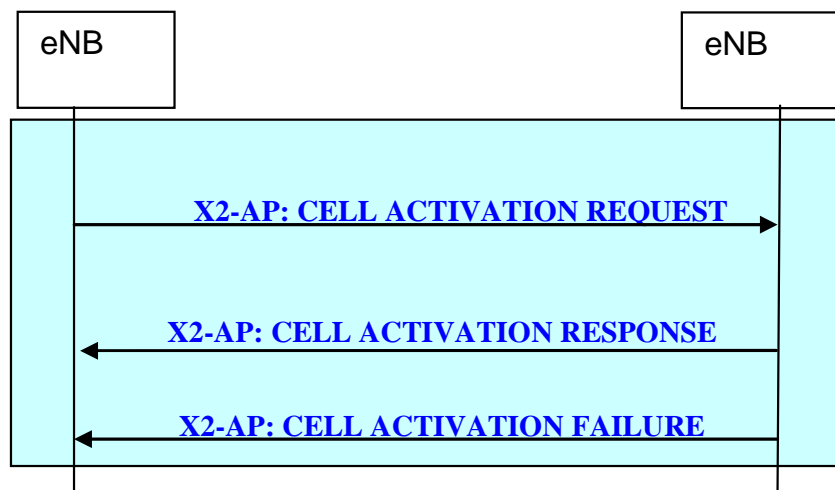 eNB
eNB
X2-AP: CELL ACTIVATION REQUEST
X2-AP: CELL ACTIVATION RESPONSE
X2-AP: CELL ACTIVATION FAILURE